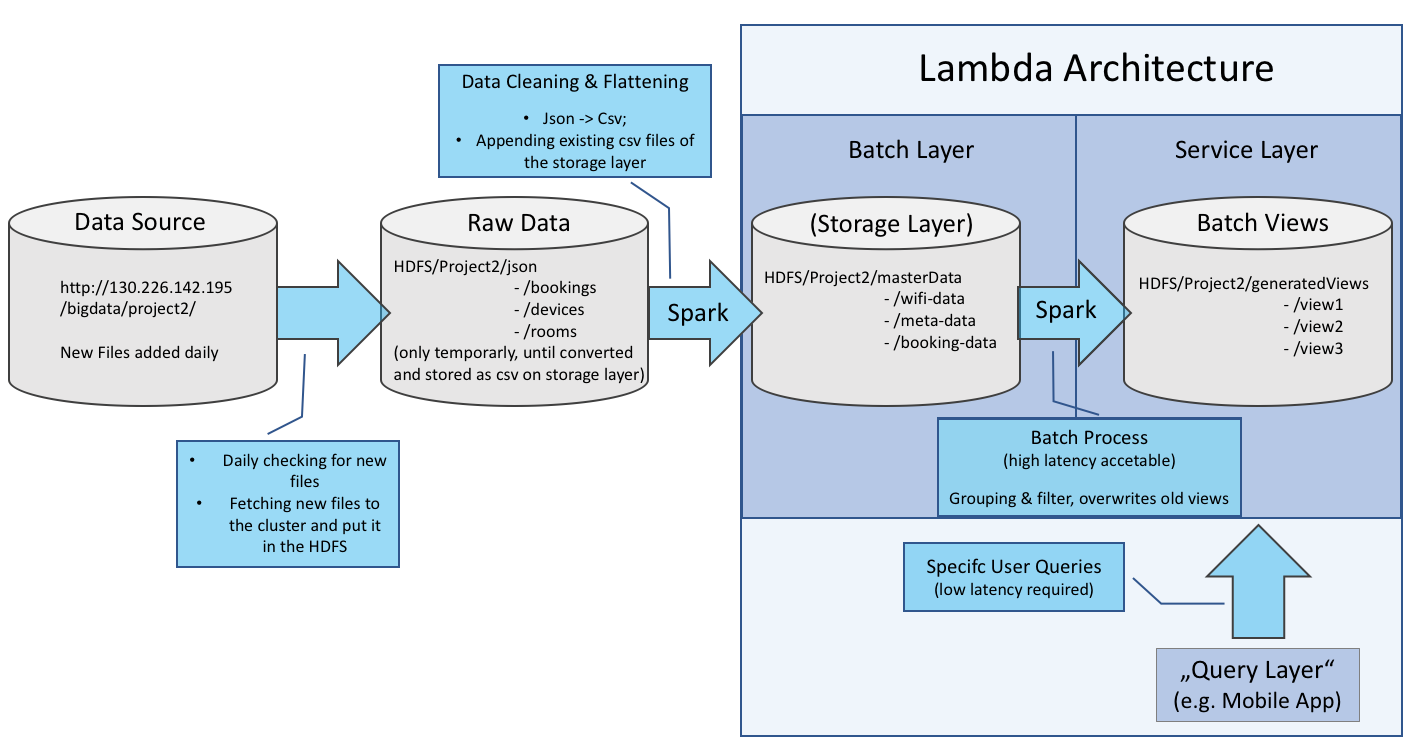 Lambda Architecture
Data Cleaning & Flattening
• Json -> Csv;
• Appending existing csv files of
the storage layer
Batch Layer
Service Layer
Data Source
http://130.226.142.195
/bigdata/project2/
New Files added daily
Raw Data
HDFS/Project2/json
- /bookings
- /devices
- /rooms
(only temporarly, until converted
and stored as csv on storage layer)
Spark
(Storage Layer)
HDFS/Project2/masterData
- /wifi-data
- /meta-data
- /booking-data
Spark
Batch Views
HDFS/Project2/generatedViews
- /view1
- /view2
- /view3
• Daily checking for new
files
• Fetching new files to
the cluster and put it
in the HDFS
Batch Process
(high latency accetable)
Grouping & filter, overwrites old views
Specifc User Queries
(low latency required)
„Query Layer“
(e.g. Mobile App)